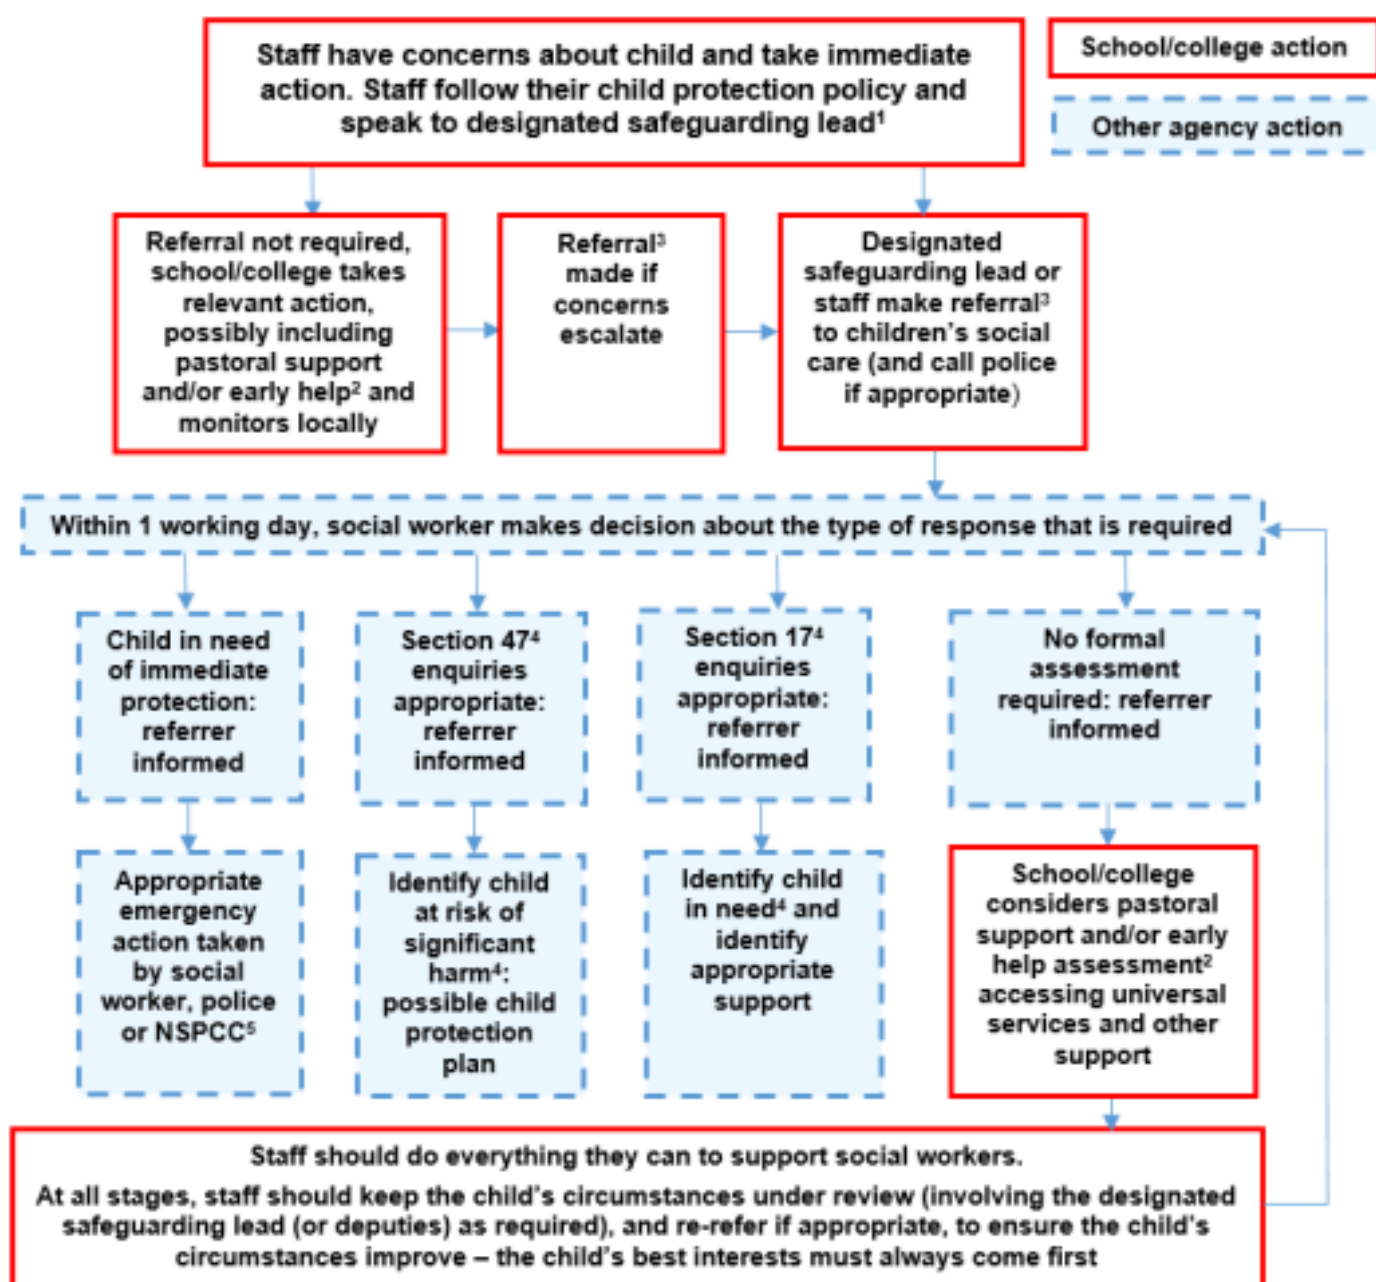 Staff have concerns about child and take immediate
action. Staff follow their child protection policy and
speak to designated safeguarding lead¹
School/college action
Other agency action
Referral not required,
school/college takes
relevant action,
possibly including
pastoral support
and/or early help² and
monitors locally
Referral³
made if
concerns
escalate
Designated
safeguarding lead or
staff make referral³
to children’s social
care (and call police
if appropriate)
Within 1 working day, social worker makes decision about the type of response that is required
Child in need
of immediate
protection:
referrer
informed
Section 47⁴
enquiries
appropriate:
referrer
informed
Section 17⁴
enquiries
appropriate:
referrer
informed
No formal
assessment
required: referrer
informed
Appropriate
emergency
action taken
by social
worker, police
or NSPCC⁵
Identify child
at risk of
significant
harm⁴:
possible child
protection
plan
Identify child
in need⁴ and
identify
appropriate
support
School/college
considers pastoral
support and/or early
help assessment²
accessing universal
services and other
support
Staff should do everything they can to support social workers.
At all stages, staff should keep the child’s circumstances under review (involving the designated
safeguarding lead (or deputies) as required), and re-refer if appropriate, to ensure the child’s
circumstances improve – the child’s best interests must always come first